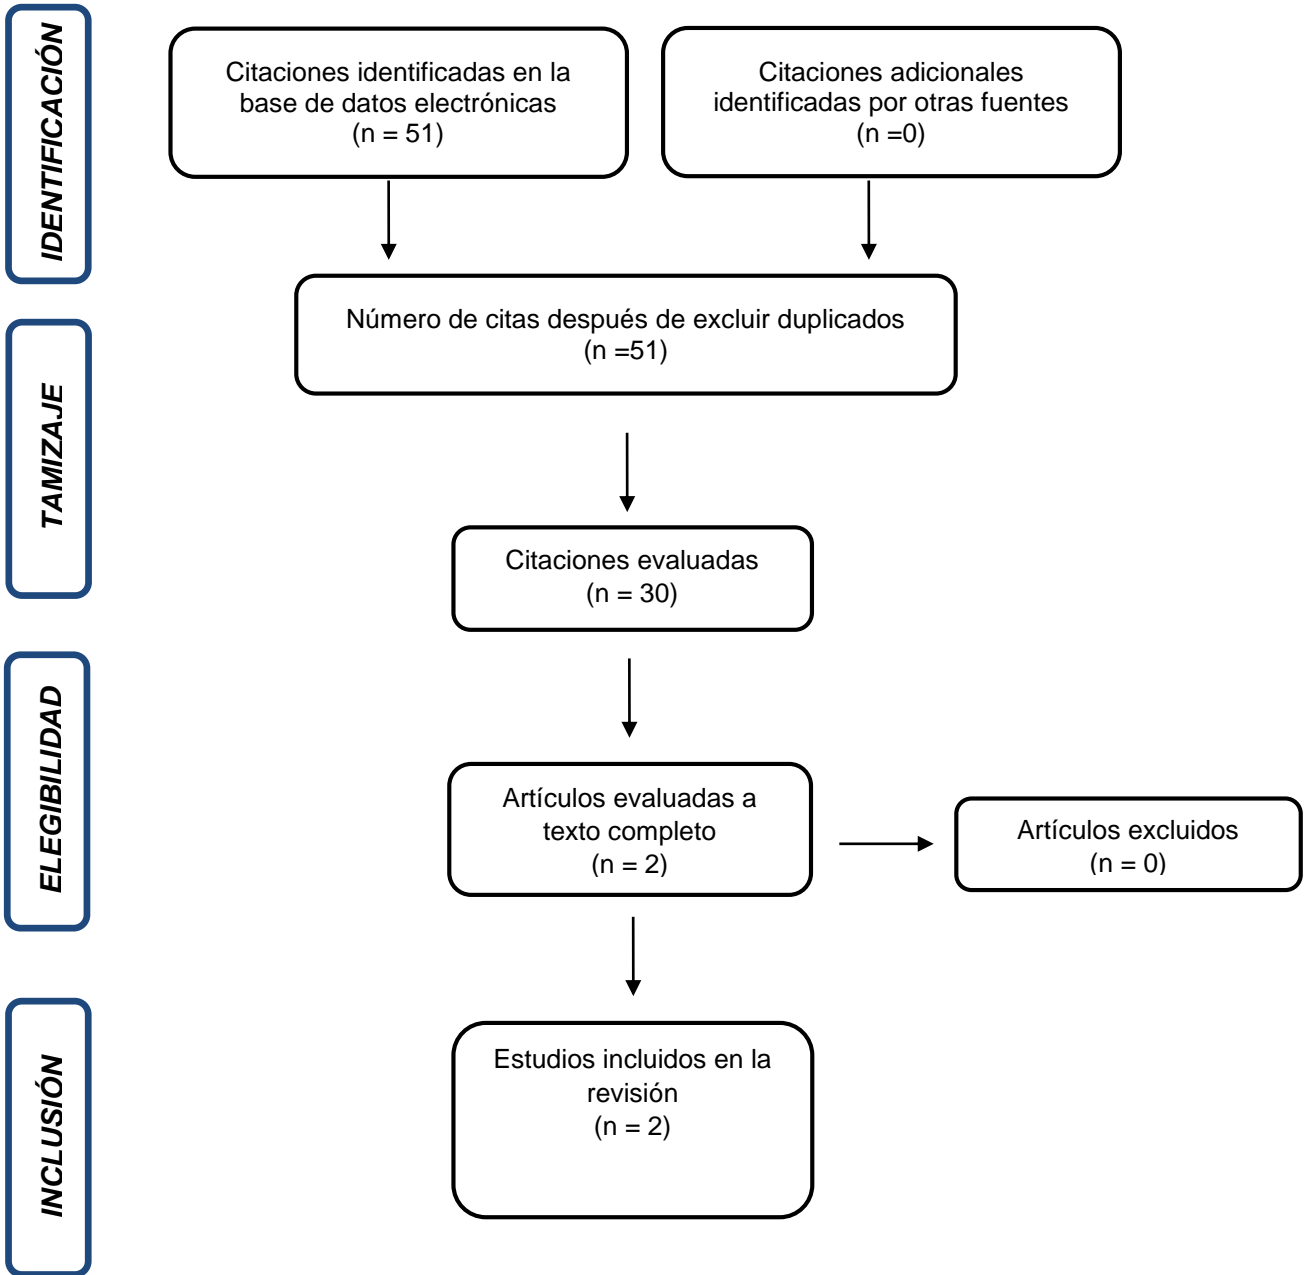 IDENTIFICACIÓN
Citaciones identificadas en la
base de datos electrónicas
(n = 51)
Citaciones adicionales
identificadas por otras fuentes
(n =0)
Número de citas después de excluir duplicados
(n =51)
TAMIZAJE
Citaciones evaluadas
(n = 30)
ELEGIBILIDAD
Artículos evaluadas a
texto completo
(n = 2)
Artículos excluidos
(n = 0)
INCLUSIÓN
Estudios incluidos en la
revisión
(n = 2)